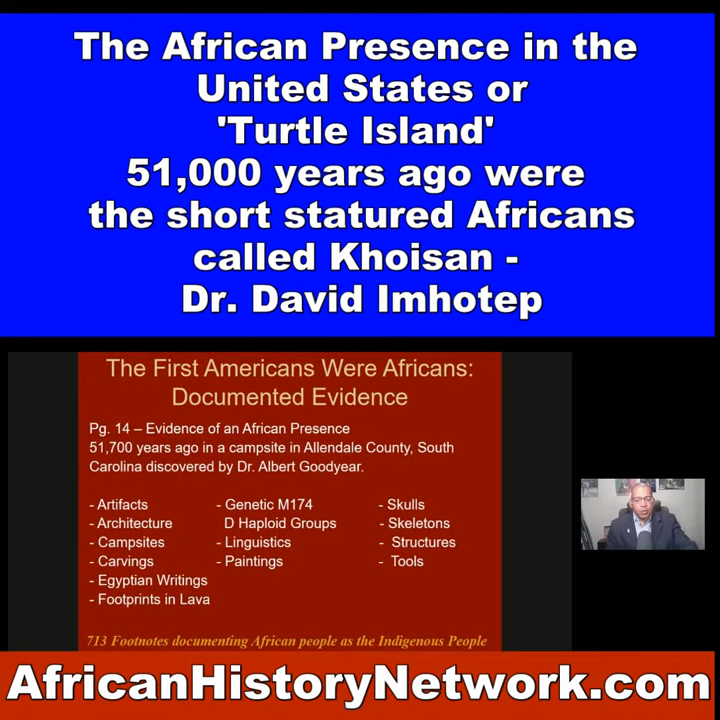 The African Presence in the
United States or
'Turtle Island'
51,000 years ago were
the short statured Africans
called Khoisan -
Dr. David Imhotep
The First Americans Were Africans:
Documented Evidence
Pg. 14 – Evidence of an African Presence
51,700 years ago in a campsite in Allendale County, South
Carolina discovered by Dr. Albert Goodyear.
- Artifacts
- Architecture
- Campsites
- Carvings
- Egyptian Writings
- Footprints in Lava
- Genetic M174
D Haploid Groups
- Linguistics
- Paintings
- Skulls
- Skeletons
- Structures
- Tools
713 Footnotes documenting African people as the Indigenous People
AfricanHistoryNetwork.com